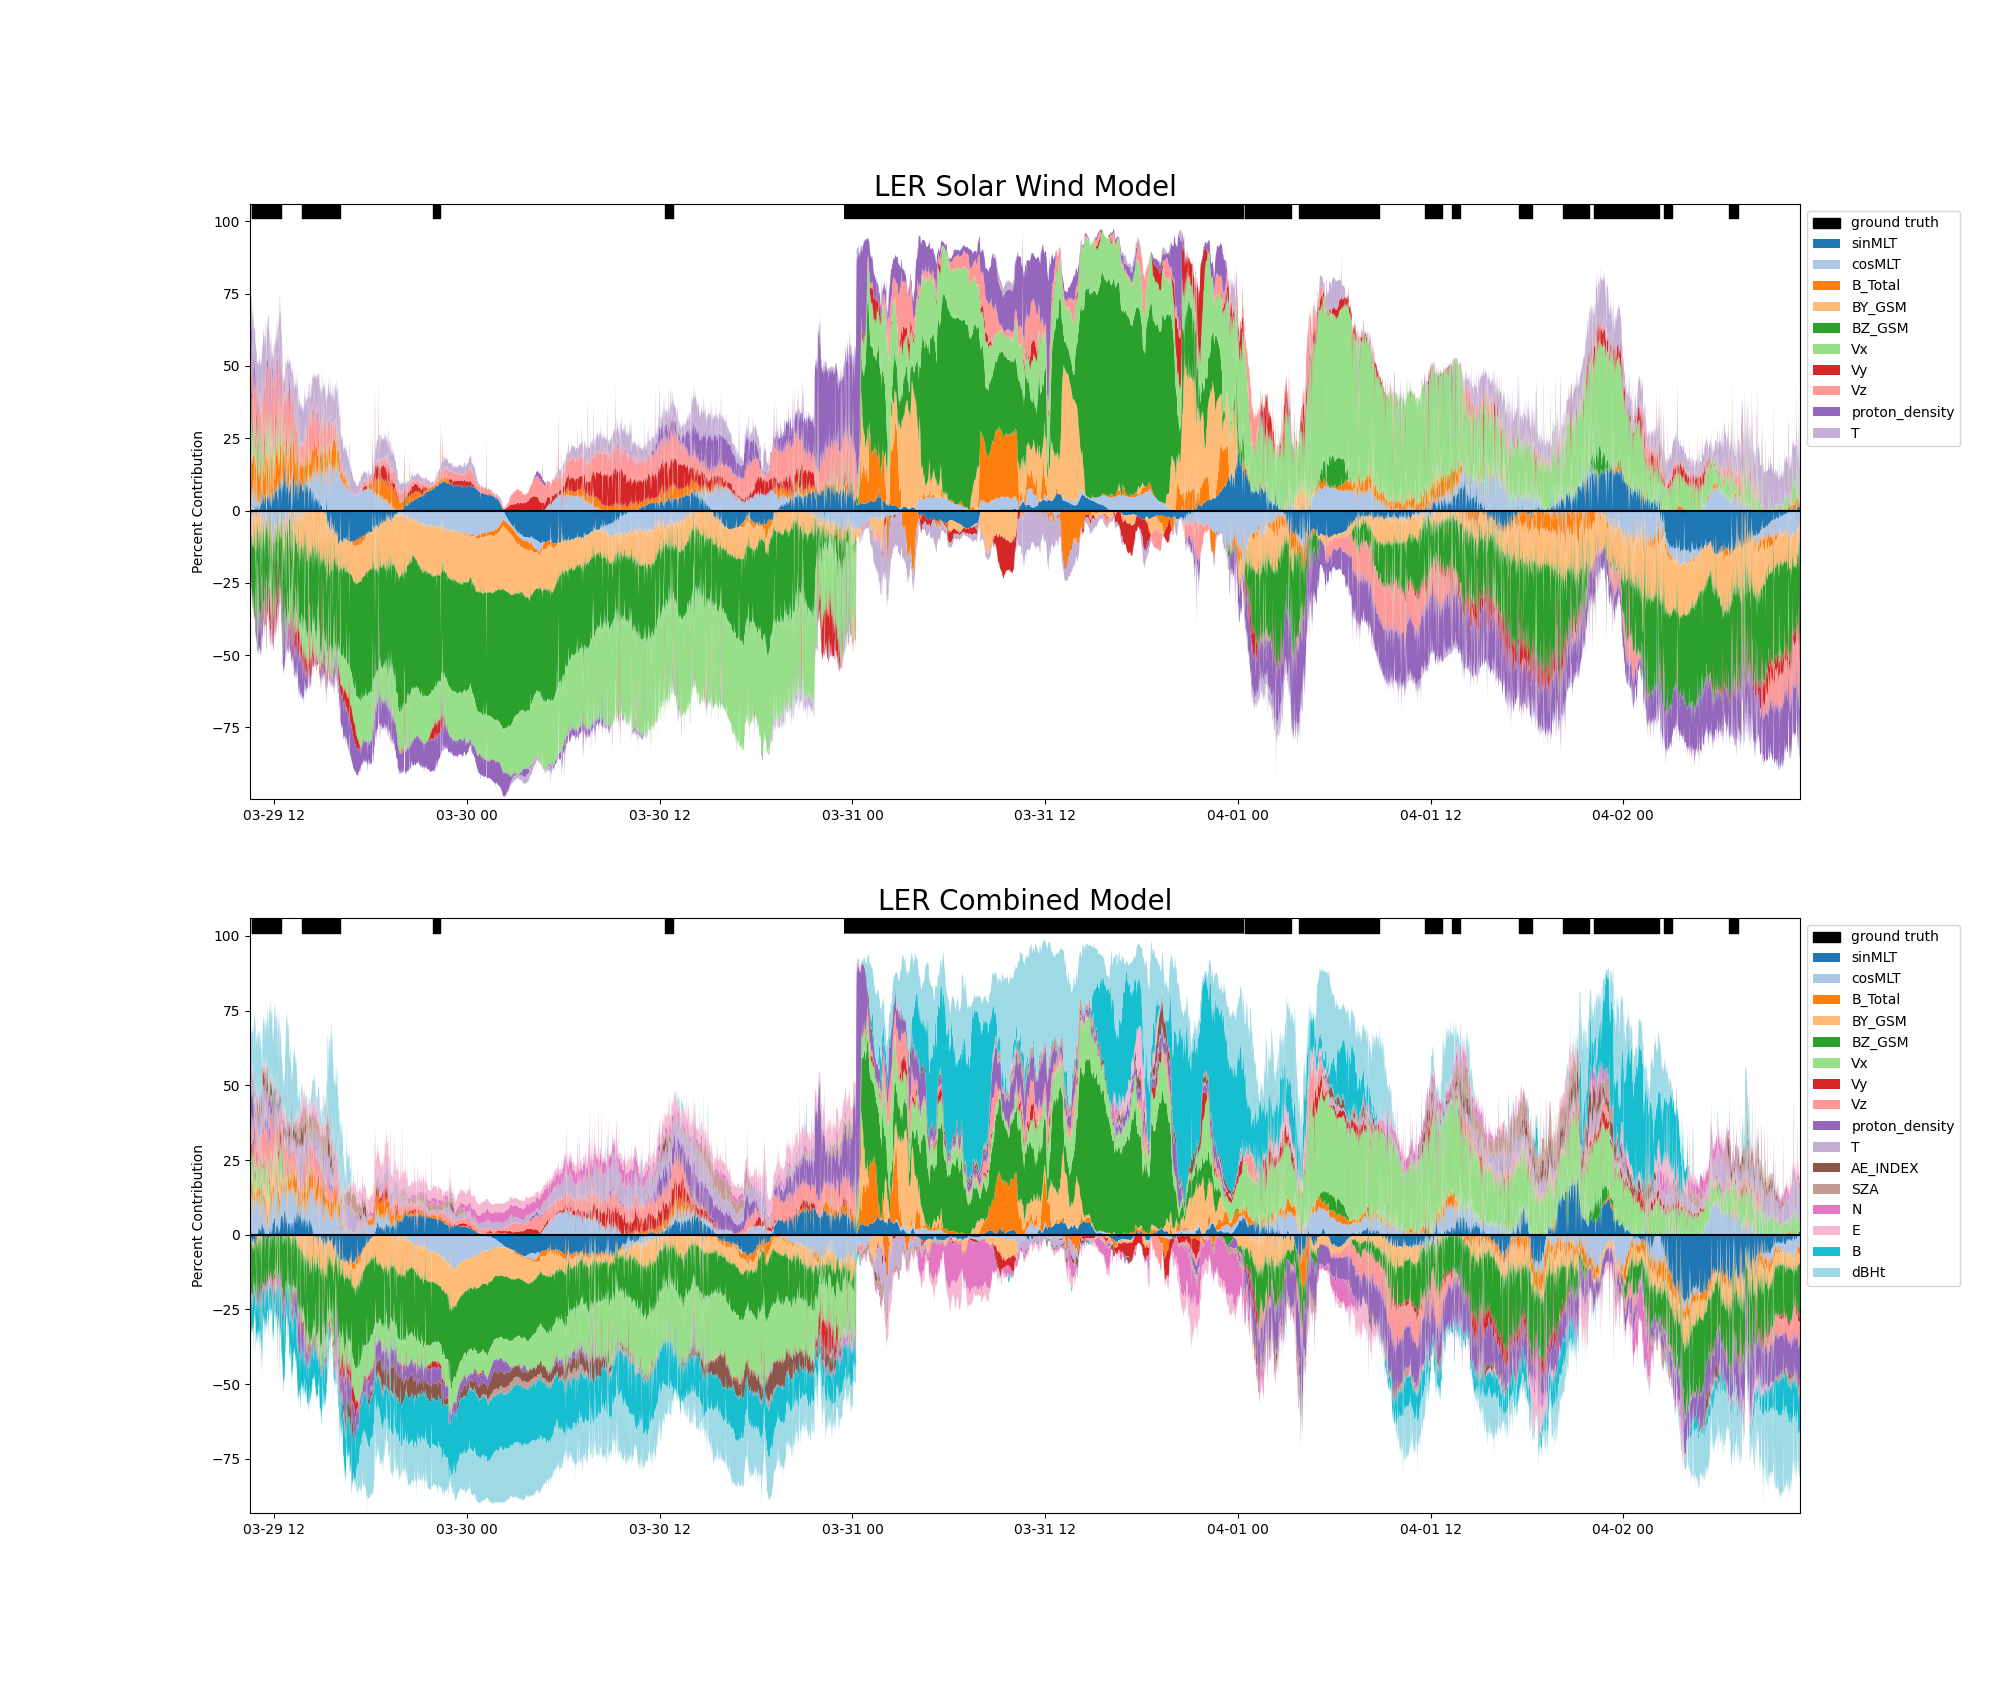 LER Solar Wind Model
100
75
50
25
0
−25
−50
−75
Percent Contribution
03-29 12
03-30 00
03-30 12
03-31 00
03-31 12
04-01 00
04-01 12
04-02 00
ground truth
sinMLT
cosMLT
B_Total
BY_GSM
BZ_GSM
Vx
Vy
Vz
proton_density
T
LER Combined Model
100
75
50
25
0
−25
−50
−75
Percent Contribution
03-29 12
03-30 00
03-30 12
03-31 00
03-31 12
04-01 00
04-01 12
04-02 00
ground truth
sinMLT
cosMLT
B_Total
BY_GSM
BZ_GSM
Vx
Vy
Vz
proton_density
T
AE_INDEX
SZA
N
E
B
dBHt